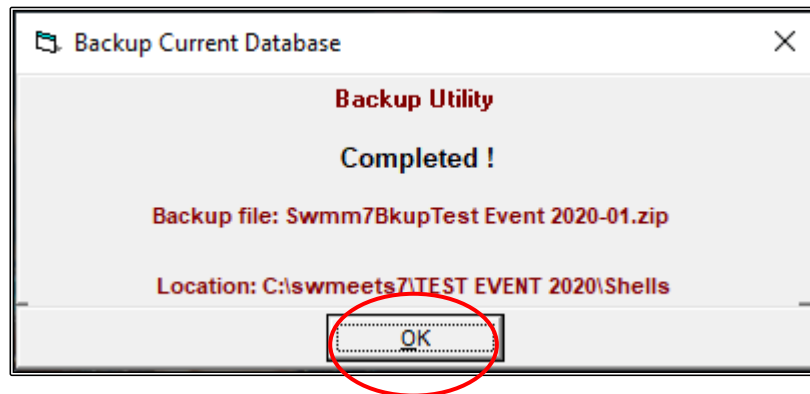 Backup Current Database
Backup Utility
Completed !
Backup file: Swmm7BkupTest Event 2020-01.zip
Location: C:\swmeets7\TEST EVENT 2020\Shells
OK